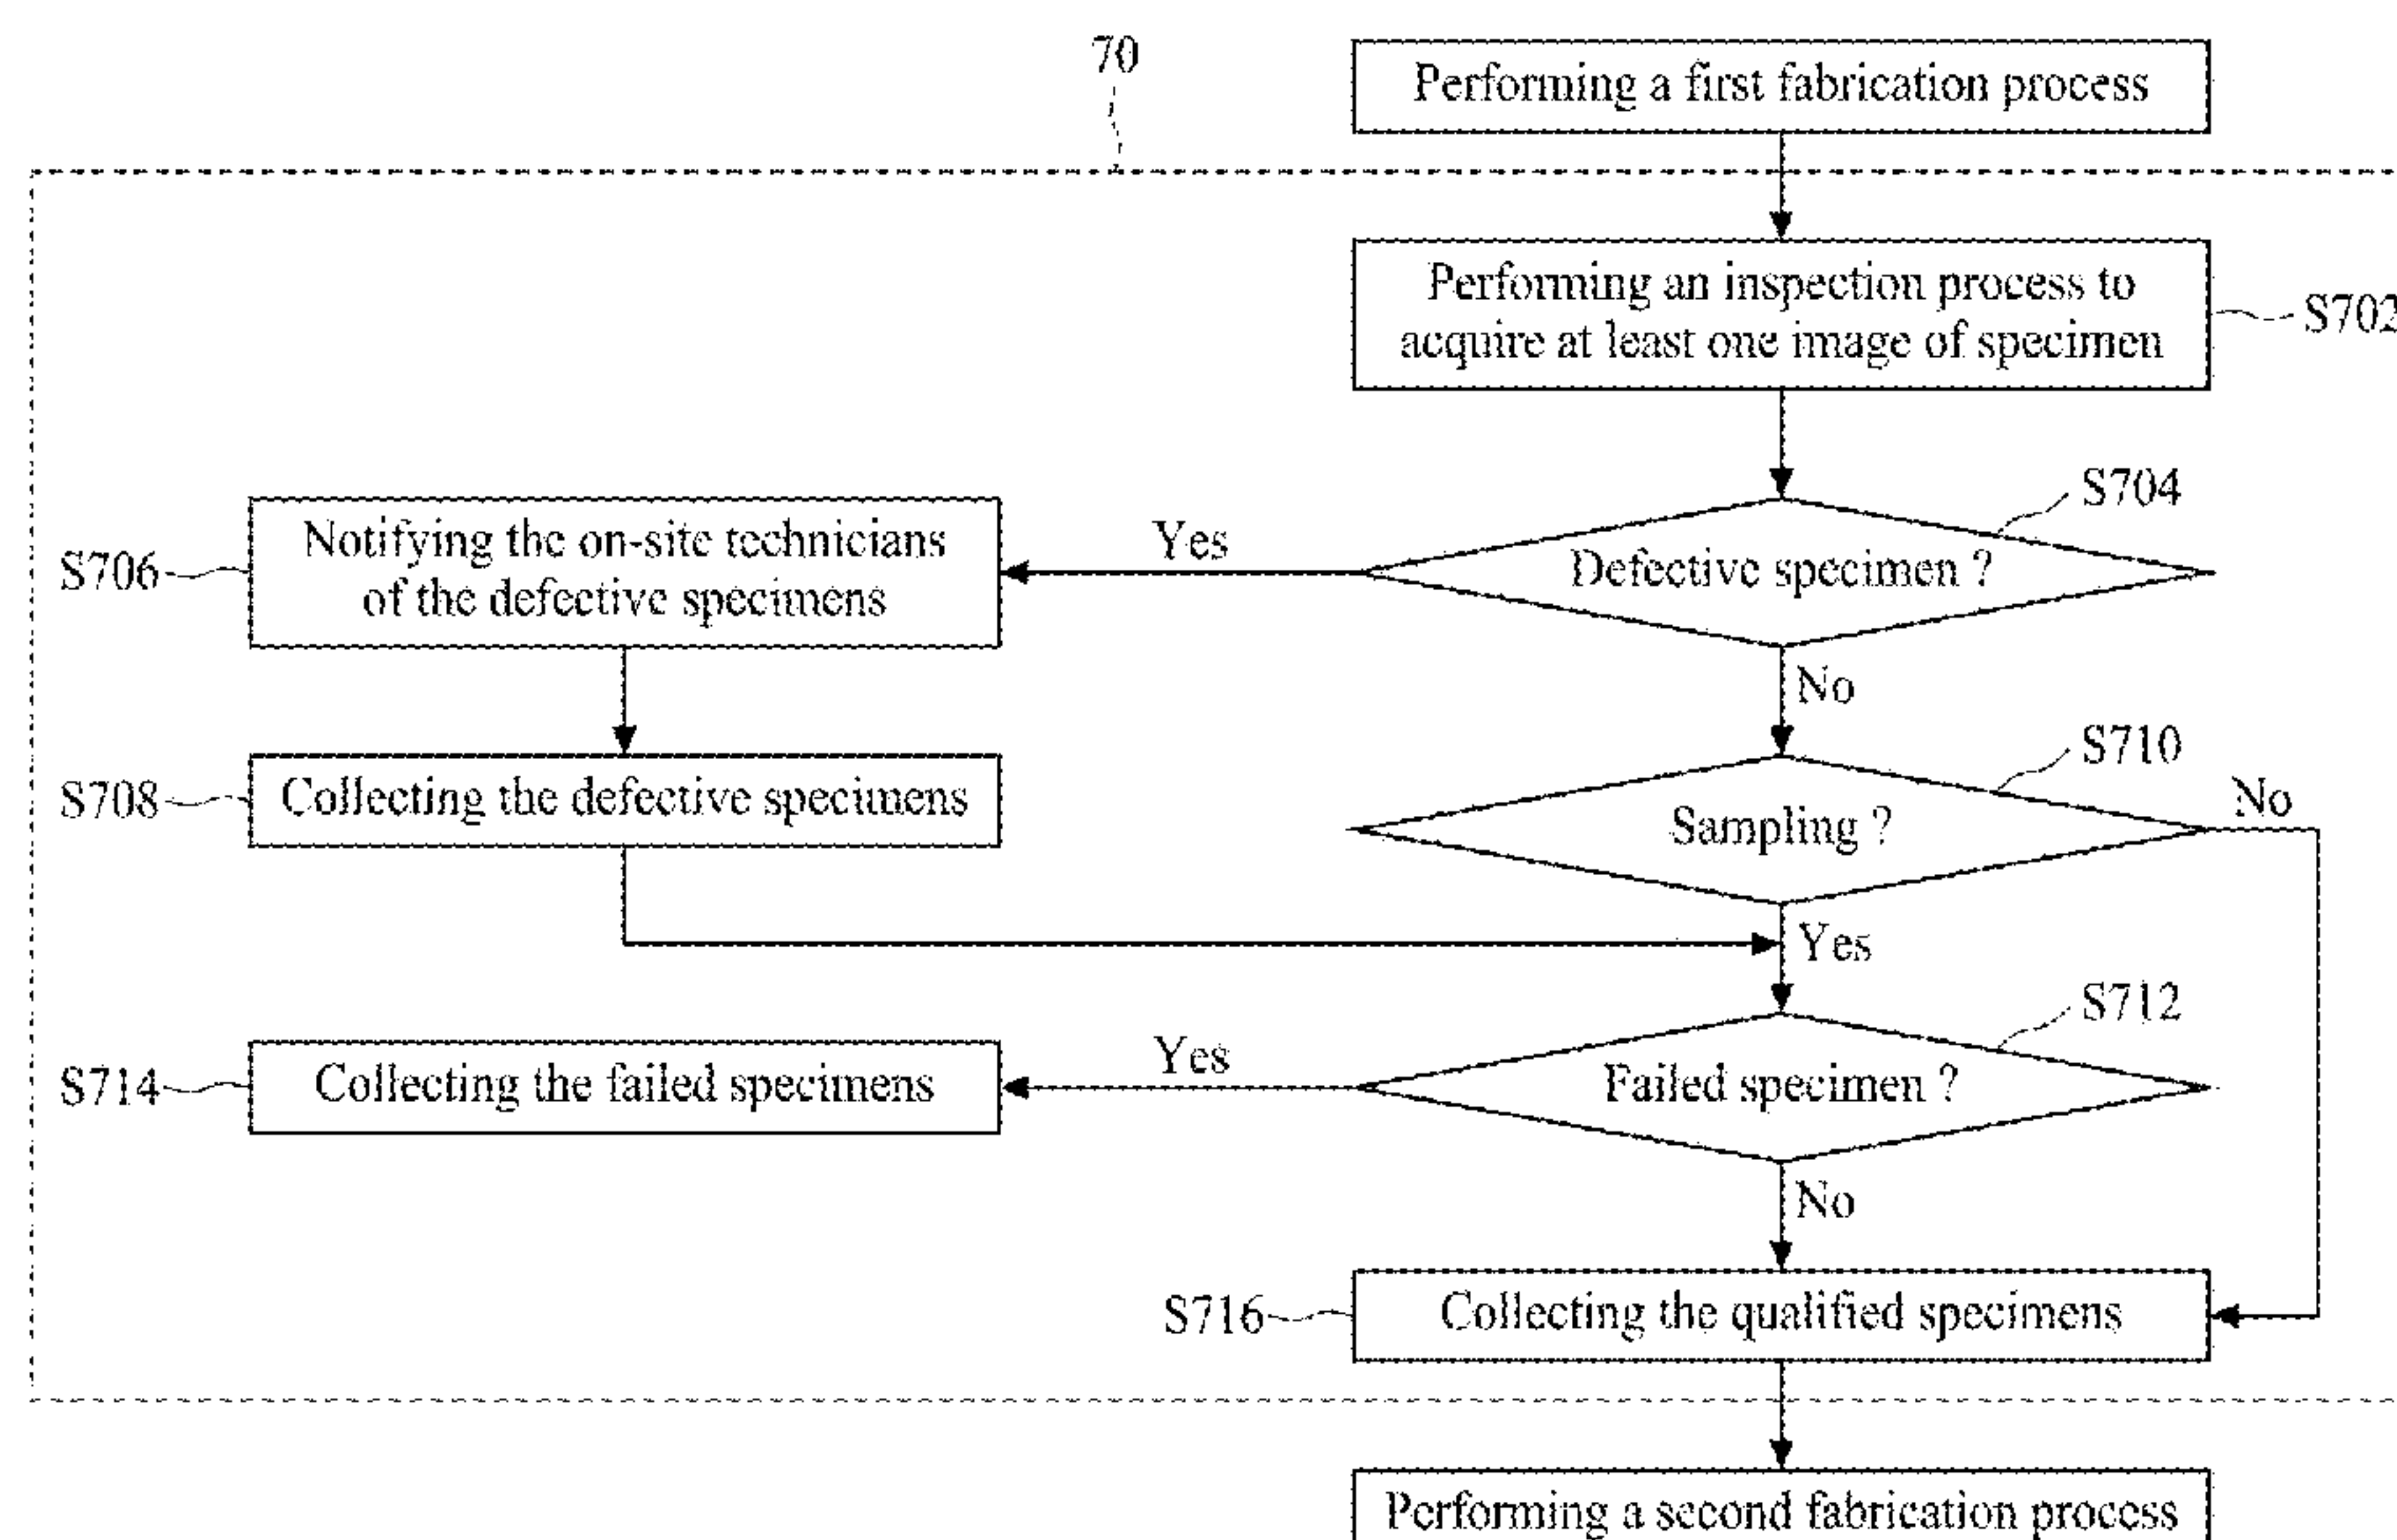 70
Performing a first fabrication process
Performing an inspection process to
acquire at least one image of specimen
S702
S704
Notifying the on-site technicians
of the defective specimens
S706
Yes
Defective specimen ?
No
S710
S708
Collecting the defective specimens
Sampling ?
No
Yes
S712
S714
Collecting the failed specimens
Yes
Failed specimen ?
No
S716
Collecting the qualified specimens
Performing a second fabrication process